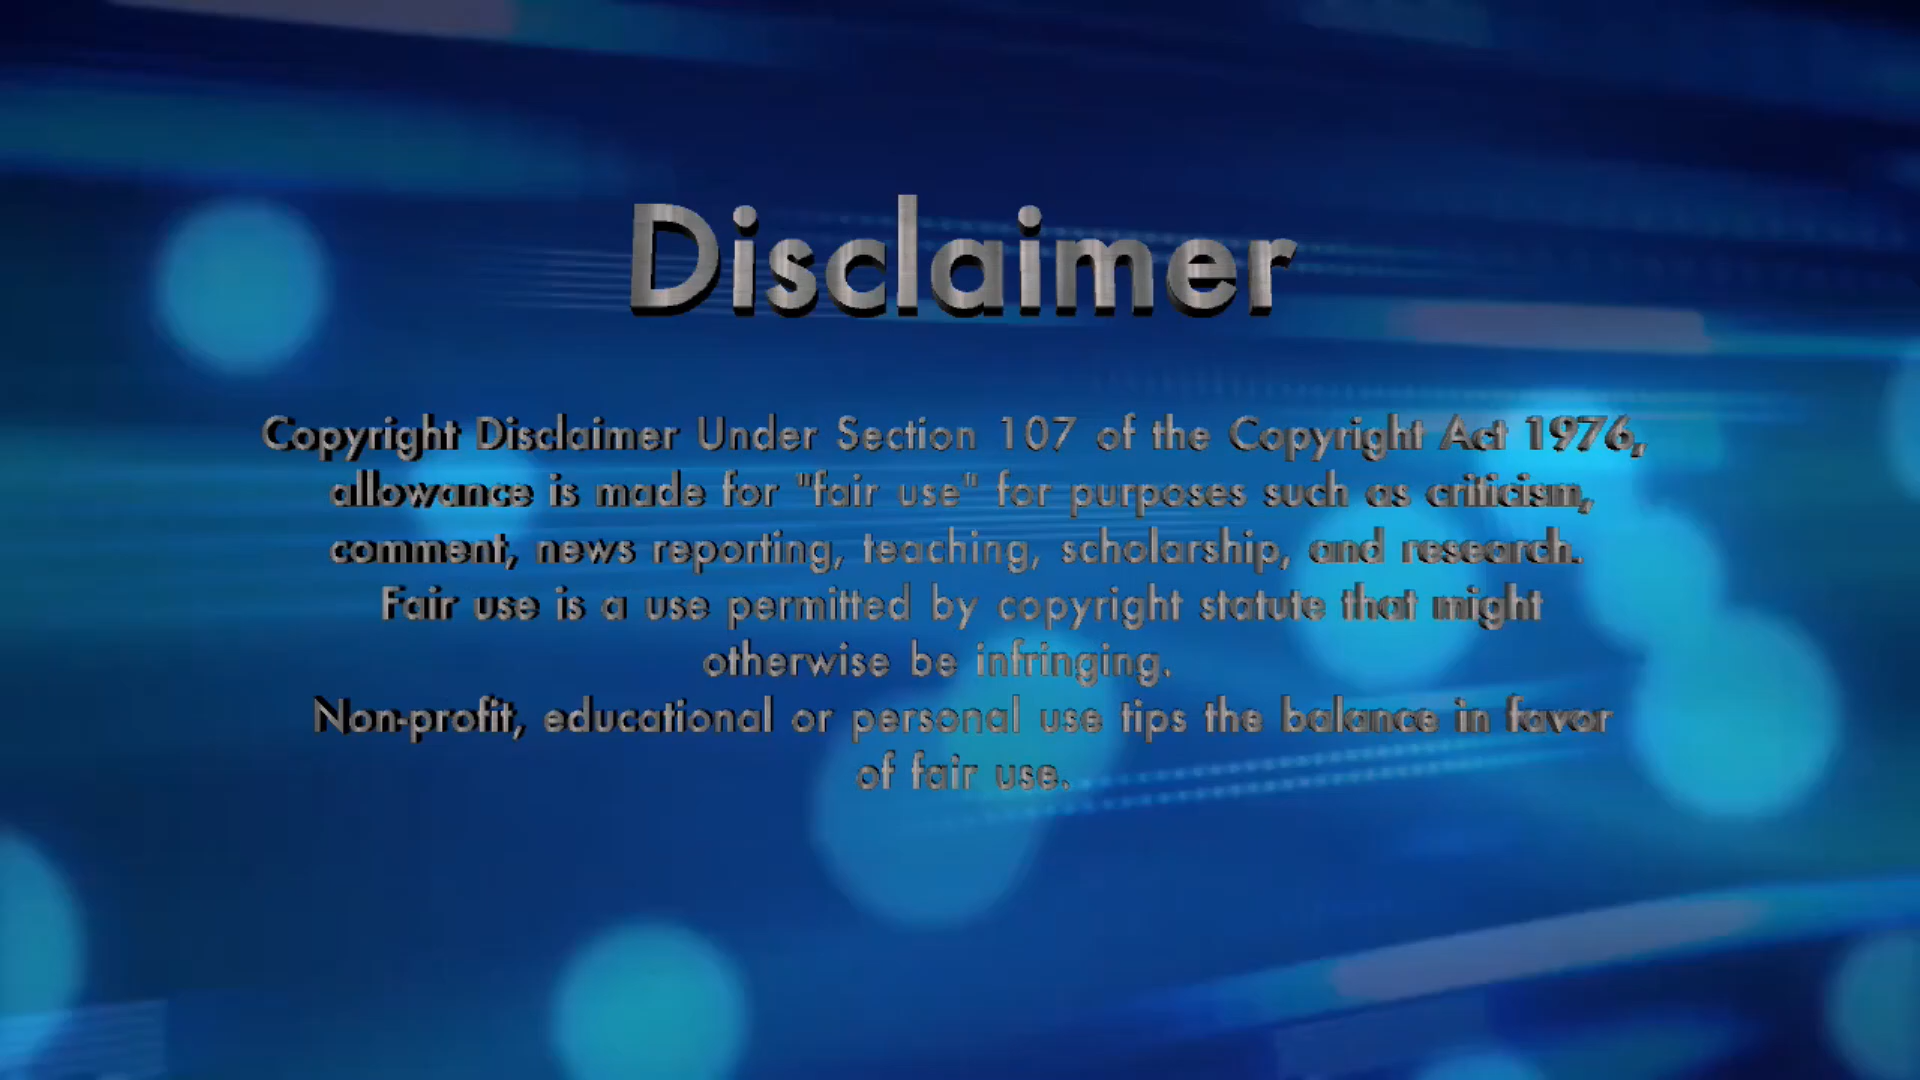 Disclaimer
Copyright Disclaimer Under Section 107 of the Copyright Act 1976,
allowance is made for "fair use" for purposes such as criticism,
comment, news reporting, teaching, scholarship, and research.
Fair use is a use permitted by copyright statute that might
otherwise be infringing.
Non-profit, educational or personal use tips the balance in favor
of fair use.